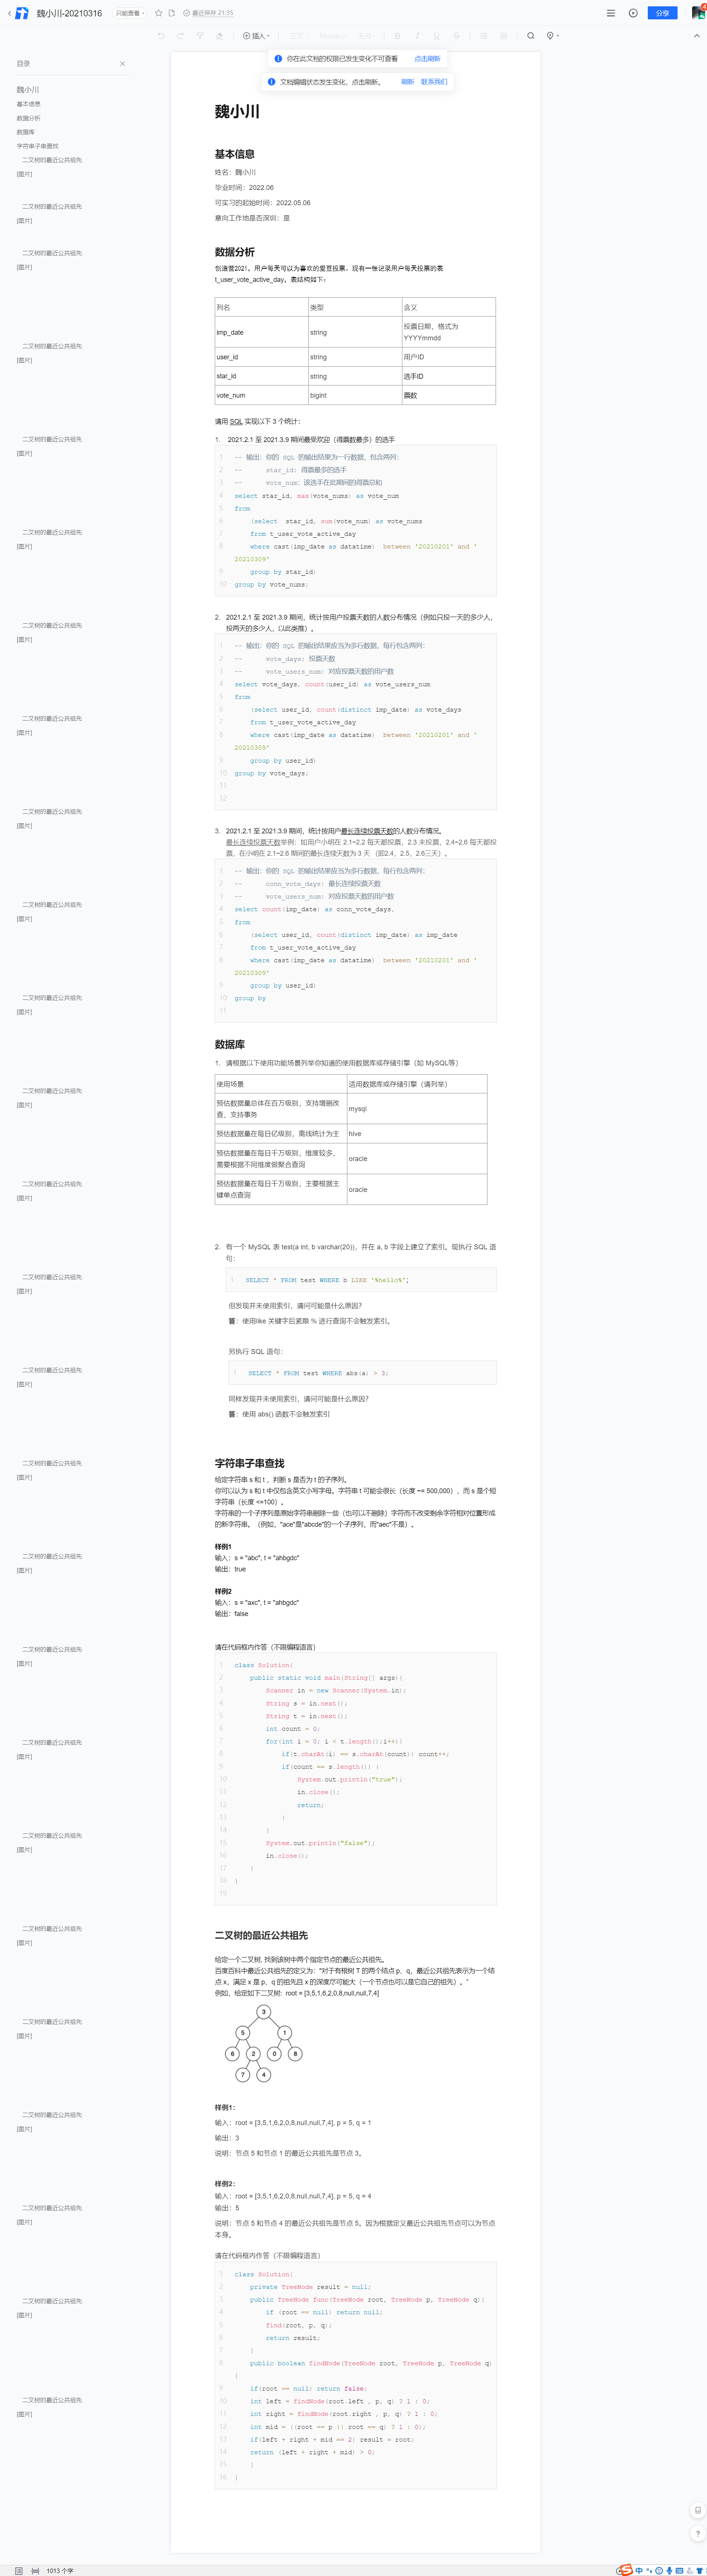 魏小川-20210316
只能查看
最近保存 21:35
分享
插入
目录
魏小川
基本信息
数据分析
数据库
字符串子串查找
二叉树的最近公共祖先
[图片]
二叉树的最近公共祖先
[图片]
二叉树的最近公共祖先
[图片]
二叉树的最近公共祖先
[图片]
二叉树的最近公共祖先
[图片]
二叉树的最近公共祖先
[图片]
二叉树的最近公共祖先
[图片]
二叉树的最近公共祖先
[图片]
二叉树的最近公共祖先
[图片]
二叉树的最近公共祖先
[图片]
二叉树的最近公共祖先
[图片]
二叉树的最近公共祖先
[图片]
二叉树的最近公共祖先
[图片]
二叉树的最近公共祖先
[图片]
二叉树的最近公共祖先
[图片]
二叉树的最近公共祖先
[图片]
二叉树的最近公共祖先
[图片]
二叉树的最近公共祖先
[图片]
二叉树的最近公共祖先
[图片]
二叉树的最近公共祖先
[图片]
二叉树的最近公共祖先
[图片]
二叉树的最近公共祖先
[图片]
二叉树的最近公共祖先
[图片]
二叉树的最近公共祖先
[图片]
二叉树的最近公共祖先
[图片]
二叉树的最近公共祖先
[图片]
你在此文档的权限已发生变化不可查看 点击刷新
文档编辑状态发生变化，点击刷新。 刷新 联系我们
魏小川
基本信息
姓名：魏小川
毕业时间：2022.06
可实习的起始时间：2022.05.06
意向工作地是否深圳：是
数据分析
创造营2021，用户每天可以为喜欢的爱豆投票，现有一张记录用户每天投票的表
t_user_vote_active_day，表结构如下：
列名 类型 含义
imp_date string 投票日期，格式为
YYYYmmdd
user_id string 用户ID
star_id string 选手ID
vote_num bigint 票数
请用 SQL 实现以下 3 个统计：
1. 2021.2.1 至 2021.3.9 期间最受欢迎（得票数最多）的选手
1 -- 输出：你的 SQL 的输出结果为一行数据，包含两列：
2 -- star_id: 得票最多的选手
3 -- vote_num：该选手在此期间的得票总和
4 select star_id, max(vote_nums) as vote_num
5 from
6 (select star_id, sum(vote_num) as vote_nums
7 from t_user_vote_active_day
8 where cast(imp_date as datatime) between '20210201' and '
20210309'
9 group by star_id)
10 group by vote_nums;
2. 2021.2.1 至 2021.3.9 期间，统计按用户投票天数的人数分布情况（例如只投一天的多少人，
投两天的多少人，以此类推）。
1 -- 输出：你的 SQL 的输出结果应当为多行数据，每行包含两列：
2 -- vote_days: 投票天数
3 -- vote_users_num: 对应投票天数的用户数
4 select vote_days, count(user_id) as vote_users_num
5 from
6 (select user_id, count(distinct imp_date) as vote_days
7 from t_user_vote_active_day
8 where cast(imp_date as datatime) between '20210201' and '
20210309'
9 group by user_id)
10 group by vote_days;
11
12
3. 2021.2.1 至 2021.3.9 期间，统计按用户最长连续投票天数的人数分布情况。
最长连续投票天数举例：如用户小明在 2.1~2.2 每天都投票，2.3 未投票，2.4~2.6 每天都投
票，在小明在 2.1~2.6 期间的最长连续天数为 3 天 （即2.4，2.5，2.6三天）。
1 -- 输出：你的 SQL 的输出结果应当为多行数据，每行包含两列：
2 -- conn_vote_days: 最长连续投票天数
3 -- vote_users_num: 对应投票天数的用户数
4 select count(imp_date) as conn_vote_days,
5 from
6 (select user_id, count(distinct imp_date) as imp_date
7 from t_user_vote_active_day
8 where cast(imp_date as datatime) between '20210201' and '
20210309'
9 group by user_id)
10 group by
11
数据库
1. 请根据以下使用功能场景列举你知道的使用数据库或存储引擎（如 MySQL等）
使用场景 适用数据库或存储引擎（请列举）
预估数据量总体在百万级别，支持增删改
查，支持事务 mysql
预估数据量在每日亿级别，离线统计为主 hive
预估数据量在每日千万级别，维度较多，
需要根据不同维度做聚合查询 oracle
预估数据量在每日千万级别，主要根据主
键单点查询 oracle
2. 有一个 MySQL 表 test(a int, b varchar(20))，并在 a, b 字段上建立了索引。现执行 SQL 语
句：
1 SELECT * FROM test WHERE b LIKE '%hello%';
但发现并未使用索引，请问可能是什么原因？
答：使用like 关键字后紧跟 % 进行查询不会触发索引。
另执行 SQL 语句：
1 SELECT * FROM test WHERE abs(a) > 3;
同样发现并未使用索引，请问可能是什么原因？
答：使用 abs() 函数不会触发索引
字符串子串查找
给定字符串 s 和 t ，判断 s 是否为 t 的子序列。
你可以认为 s 和 t 中仅包含英文小写字母。字符串 t 可能会很长（长度 ~= 500,000），而 s 是个短
字符串（长度 <=100）。
字符串的一个子序列是原始字符串删除一些（也可以不删除）字符而不改变剩余字符相对位置形成
的新字符串。（例如，"ace"是"abcde"的一个子序列，而"aec"不是）。
样例1
输入：s = "abc", t = "ahbgdc"
输出：true
样例2
输入：s = "axc", t = "ahbgdc"
输出：false
请在代码框内作答（不限编程语言）
1 class Solution{
2 public static void main(String[] args){
3 Scanner in = new Scanner(System.in);
4 String s = in.next();
5 String t = in.next();
6 int count = 0;
7 for(int i = 0; i < t.length();i++){
8 if(t.charAt(i) == s.charAt(count)) count++;
9 if(count == s.length()) {
10 System.out.println("true");
11 in.close();
12 return;
13 }
14 }
15 System.out.println("false");
16 in.close();
17 }
18 }
19
二叉树的最近公共祖先
给定一个二叉树, 找到该树中两个指定节点的最近公共祖先。
百度百科中最近公共祖先的定义为：“对于有根树 T 的两个结点 p、q，最近公共祖先表示为一个结
点 x，满足 x 是 p、q 的祖先且 x 的深度尽可能大（一个节点也可以是它自己的祖先）。”
例如，给定如下二叉树: root = [3,5,1,6,2,0,8,null,null,7,4]
3
5 1
6 2 0 8
7 4
样例1：
输入：root = [3,5,1,6,2,0,8,null,null,7,4], p = 5, q = 1
输出：3
说明：节点 5 和节点 1 的最近公共祖先是节点 3。
样例2：
输入：root = [3,5,1,6,2,0,8,null,null,7,4], p = 5, q = 4
输出：5
说明：节点 5 和节点 4 的最近公共祖先是节点 5。因为根据定义最近公共祖先节点可以为节点
本身。
请在代码框内作答（不限编程语言）
1 class Solution{
2 private TreeNode result = null;
3 public TreeNode func(TreeNode root, TreeNode p, TreeNode q){
4 if (root == null) return null;
5 find(root, p, q);
6 return result;
7 }
8 public boolean findNode(TreeNode root, TreeNode p, TreeNode q)
{
9 if(root == null) return false;
10 int left = findNode(root.left , p, q) ? 1 : 0;
11 int right = findNode(root.right , p, q) ? 1 : 0;
12 int mid = ((root == p || root == q) ? 1 : 0);
13 if(left + right + mid == 2) result = root;
14 return (left + right + mid) > 0;
15 }
16 }
1013 个字
中